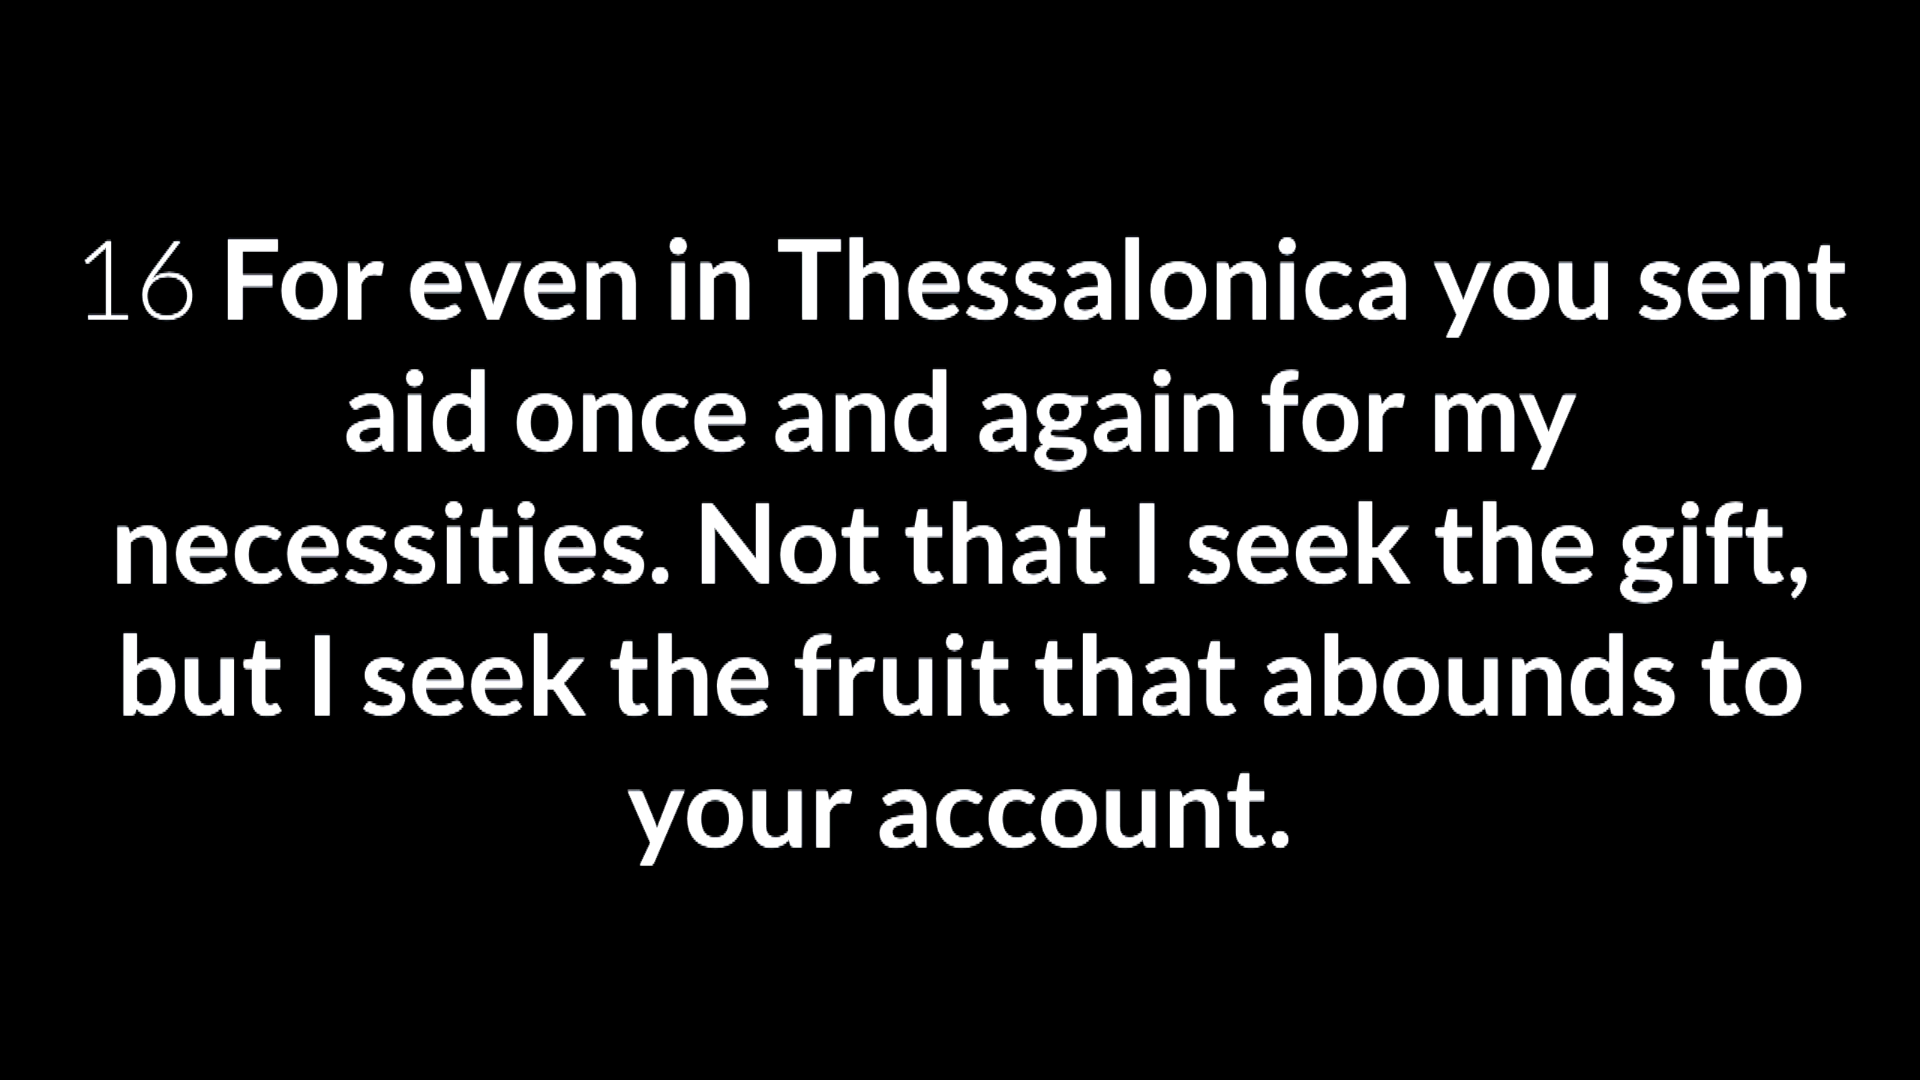 16 For even in Thessalonica you sent
aid once and again for my
necessities. Not that I seek the gift,
but I seek the fruit that abounds to
your account.